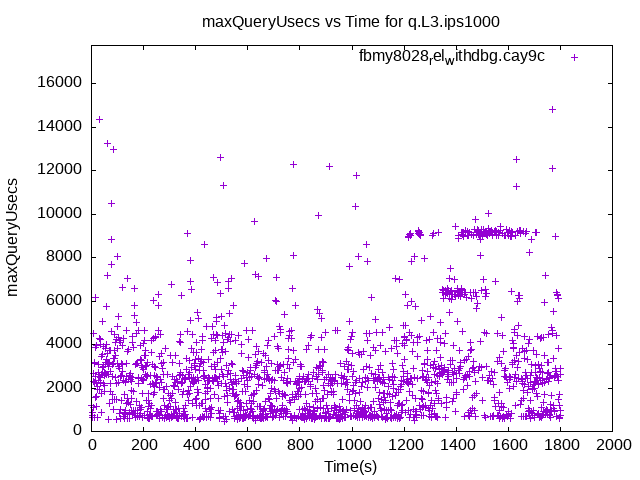 maxQueryUsecs vs Time for q.L3.ips1000
fbmy8028relwithdbg.cay9c
16000
14000
12000
10000
8000
6000
4000
2000
0
maxQueryUsecs
0 200 400 600 800 1000 1200 1400 1600 1800 2000
Time(s)